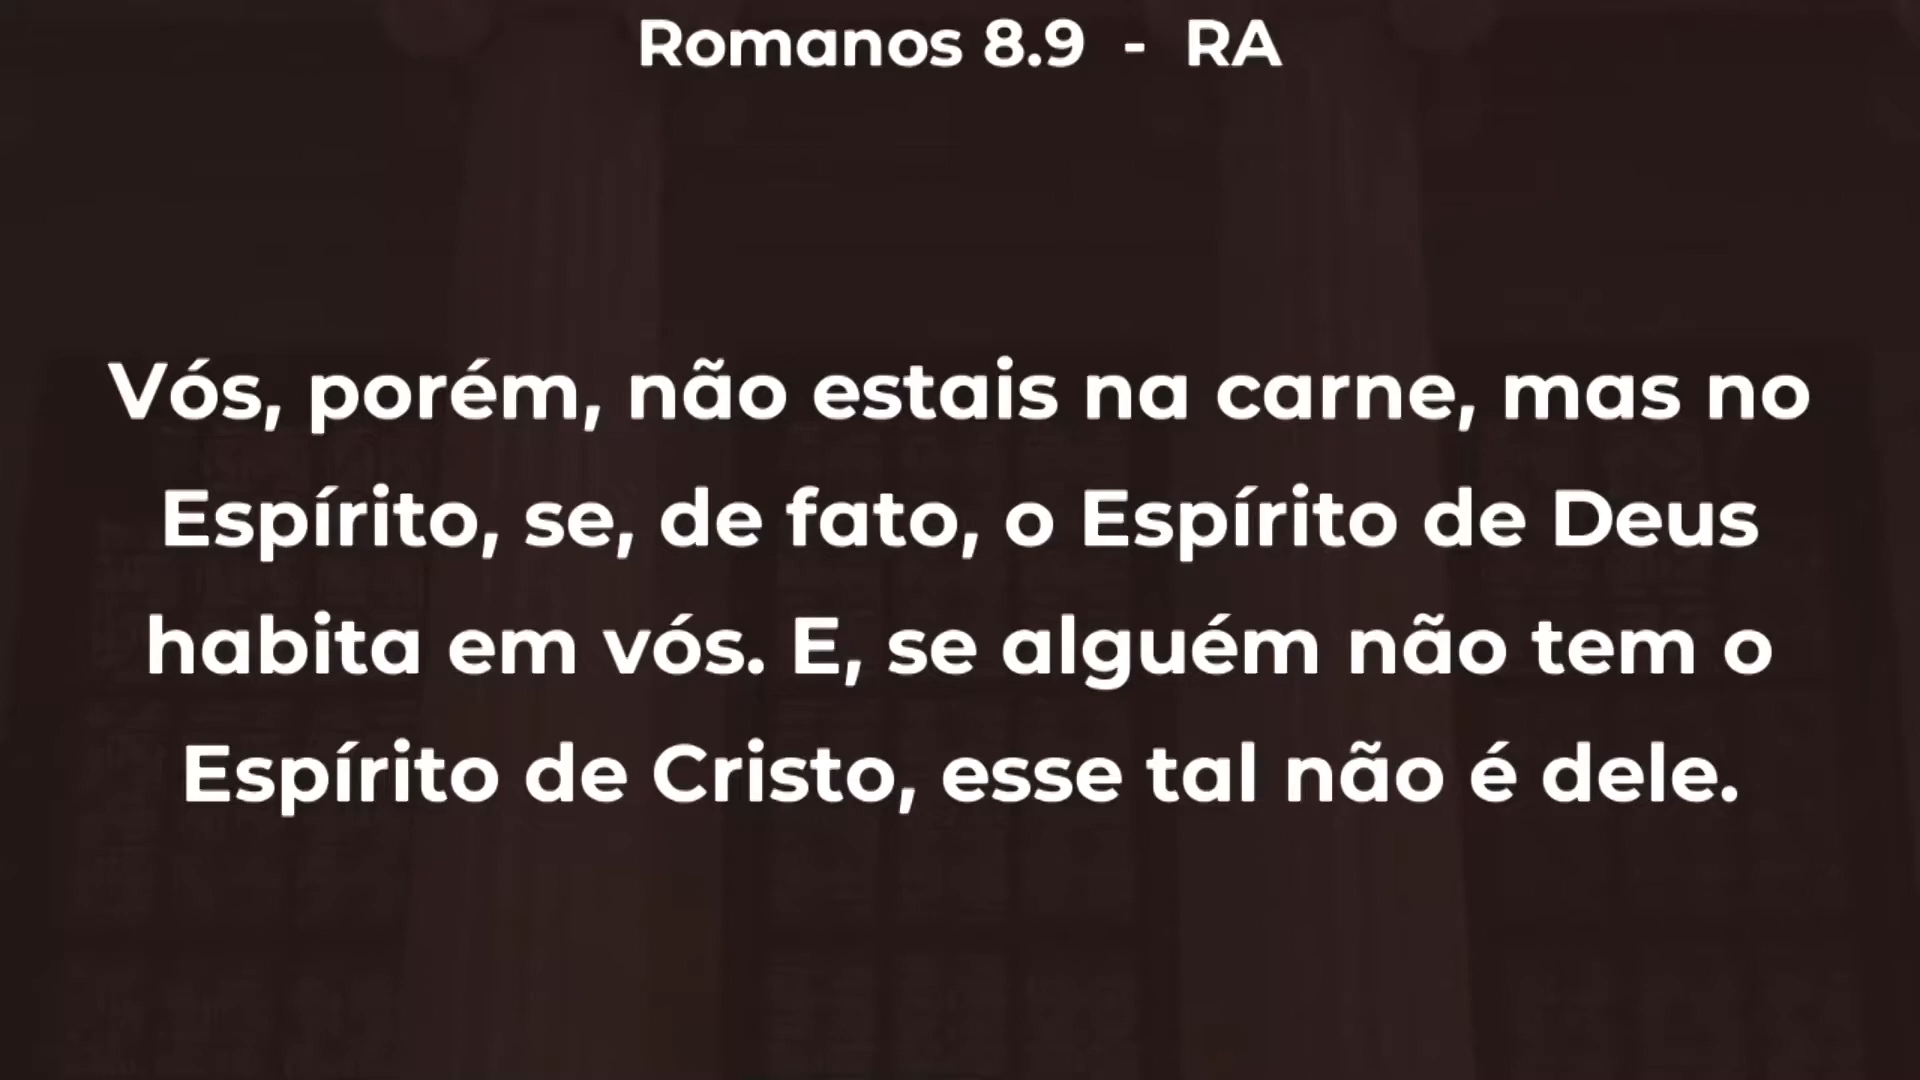 Romanos 8.9 - RA
Vós, porém, não estais na carne, mas no
Espírito, se, de fato, o Espírito de Deus
habita em vós. E, se alguém não tem o
Espírito de Cristo, esse tal não é dele.